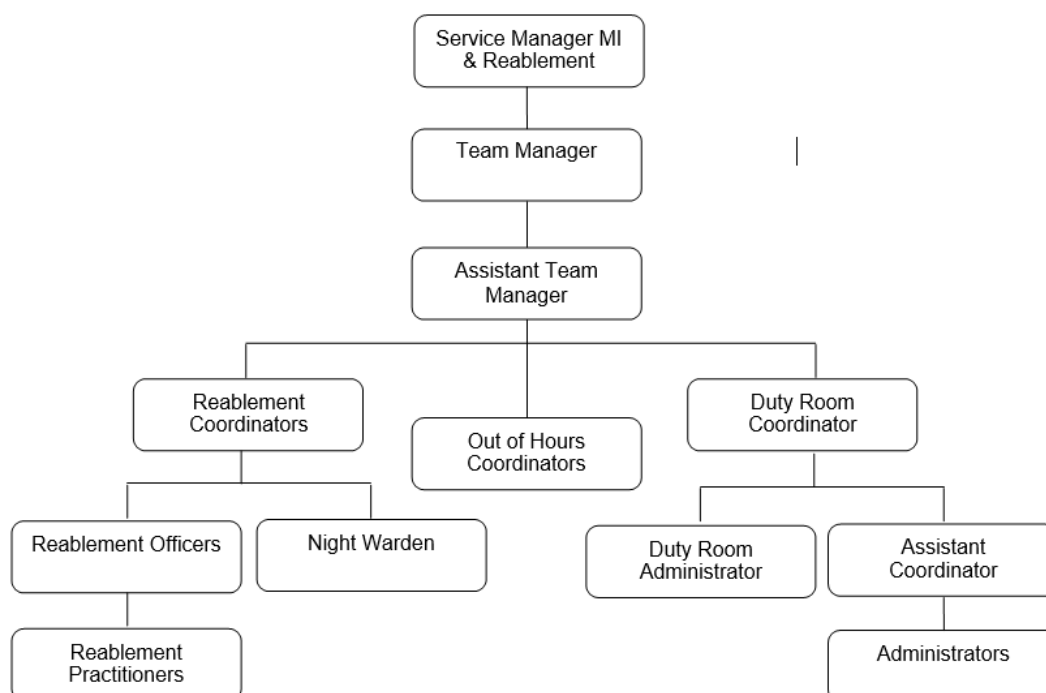 Service Manager MI
& Reablement
Team Manager
Assistant Team
Manager
Reablement
Coordinators
Out of Hours
Coordinators
Duty Room
Coordinator
Reablement Officers
Night Warden
Duty Room
Administrator
Assistant
Coordinator
Reablement
Practitioners
Administrators